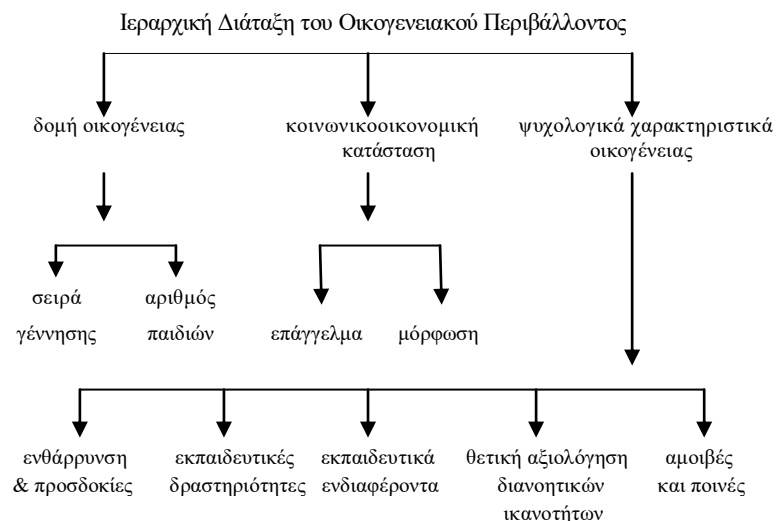 Ιεραρχική Διάταξη του Οικογενειακού Περιβάλλοντος
δομή οικογένειας
κοινωνικοοικονομική
κατάσταση
ψυχολογικά χαρακτηριστικά
οικογένειας
σειρά
γέννησης
αριθμός
παιδιών
επάγγελμα
μόρφωση
ενθάρρυνση
& προσδοκίες
εκπαιδευτικές
δραστηριότητες
εκπαιδευτικά
ενδιαφέροντα
θετική αξιολόγηση
διανοητικών
ικανοτήτων
αμοιβές
και ποινές